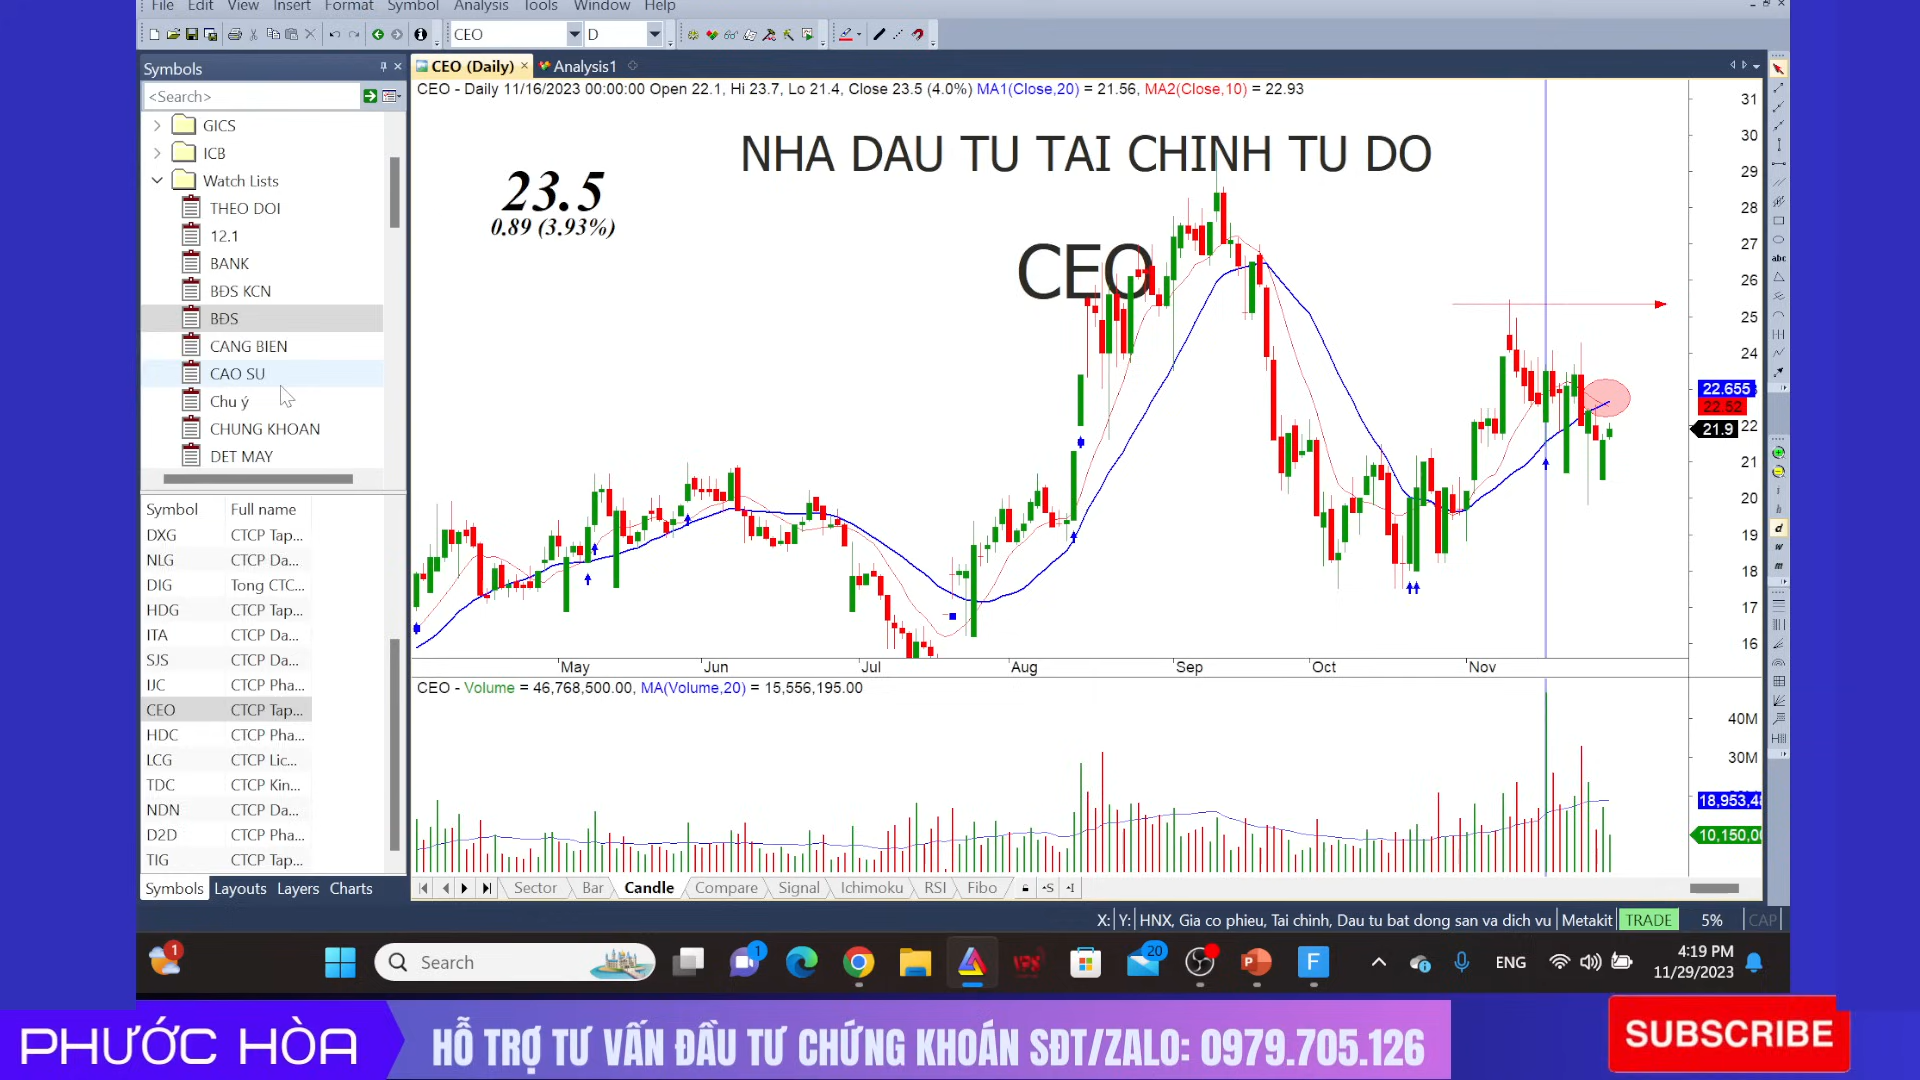 File Edit View Insert Format Symbol Analysis Tools Window Help
CEO D
Symbols
<Search>
GICS
ICB
Watch Lists
THEO DOI
12.1
BANK
BĐS KCN
BĐS
CANG BIEN
CAO SU
Chu ý
CHUNG KHOAN
DET MAY
Symbol Full name
DXG CTCP Tap...
NLG CTCP Da...
DIG Tong CTC...
HDG CTCP Tap...
ITA CTCP Da...
SJS CTCP Da...
IJC CTCP Pha...
CEO CTCP Tap...
HDC CTCP Pha...
LCG CTCP Lic...
TDC CTCP Kin...
NDN CTCP Da...
D2D CTCP Pha...
TIG CTCP Tap...
Symbols Layouts Layers Charts
CEO (Daily) Analysis1
CEO - Daily 11/16/2023 00:00:00 Open 22.1, Hi 23.7, Lo 21.4, Close 23.5 (4.0%) MA1(Close,20) = 21.56, MA2(Close,10) = 22.93
NHA DAU TU TAI CHINH TU DO
23.5
0.89 (3.93%)
CEO
31
30
29
28
27
26
25
24
22.655
22.52
22
21.9
21
20
19
18
17
16
May Jun Jul Aug Sep Oct Nov
CEO - Volume = 46,768,500.00, MA(Volume,20) = 15,556,195.00
40M
30M
18,953,48
10,150,00
Sector Bar Candle Compare Signal Ichimoku RSI Fibo
abc
i
h
d
w
m
X: Y: HNX, Gia co phieu, Tai chinh, Dau tu bat dong san va dich vu Metakit TRADE 5% CAP
1 Search 1 20 F ENG 4:19 PM
11/29/2023
PHƯỚC HÒA
HỖ TRỢ TƯ VẤN ĐẦU TƯ CHỨNG KHOÁN SĐT/ZALO: 0979.705.126
SUBSCRIBE